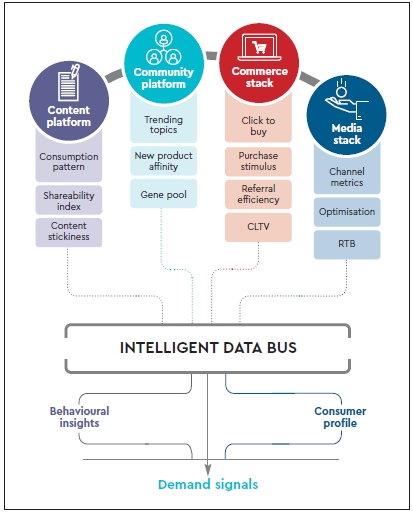 Content
platform
Consumption
pattern
Shareability
index
Content
stickiness
Community
platform
Trending
topics
New product
affinity
Gene pool
Commerce
stack
Click to
buy
Purchase
stimulus
Referral
efficiency
CLTV
Media
stack
Channel
metrics
Optimisation
RTB
INTELLIGENT DATA BUS
Behavioural
insights
Consumer
profile
Demand signals